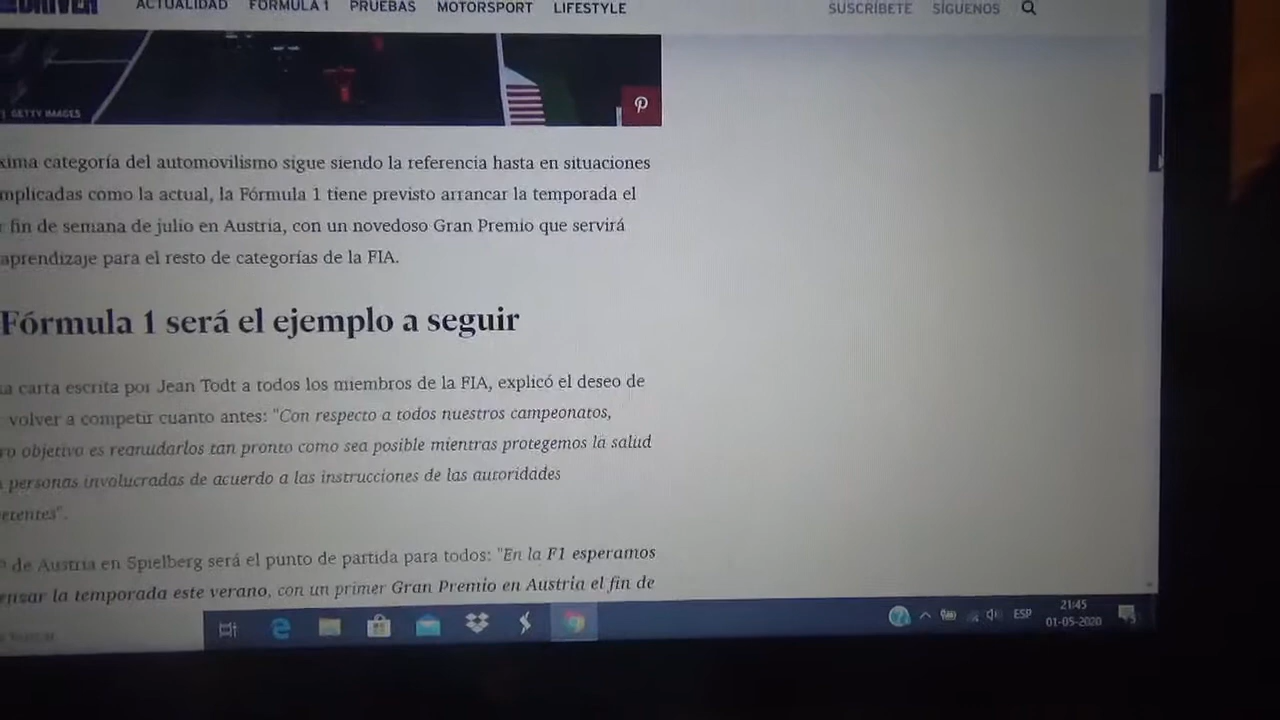 DRIVER ACTUALIDAD FÓRMULA 1 PRUEBAS MOTORSPORT LIFESTYLE SUSCRÍBETE SÍGUENOS
GETTY IMAGES
xima categoría del automovilismo sigue siendo la referencia hasta en situaciones
mplicadas como la actual, la Fórmula 1 tiene previsto arrancar la temporada el
r fin de semana de julio en Austria, con un novedoso Gran Premio que servirá
aprendizaje para el resto de categorías de la FIA.
Fórmula 1 será el ejemplo a seguir
a carta escrita por Jean Todt a todos los miembros de la FIA, explicó el deseo de
volver a competir cuanto antes: "Con respecto a todos nuestros campeonatos,
ro objetivo es reanudarlos tan pronto como sea posible mientras protegemos la salud
personas involucradas de acuerdo a las instrucciones de las autoridades
erentes".
de Austria en Spielberg será el punto de partida para todos: "En la F1 esperamos
enzar la temporada este verano, con un primer Gran Premio en Austria el fin de
ESP
21:45
01-05-2020